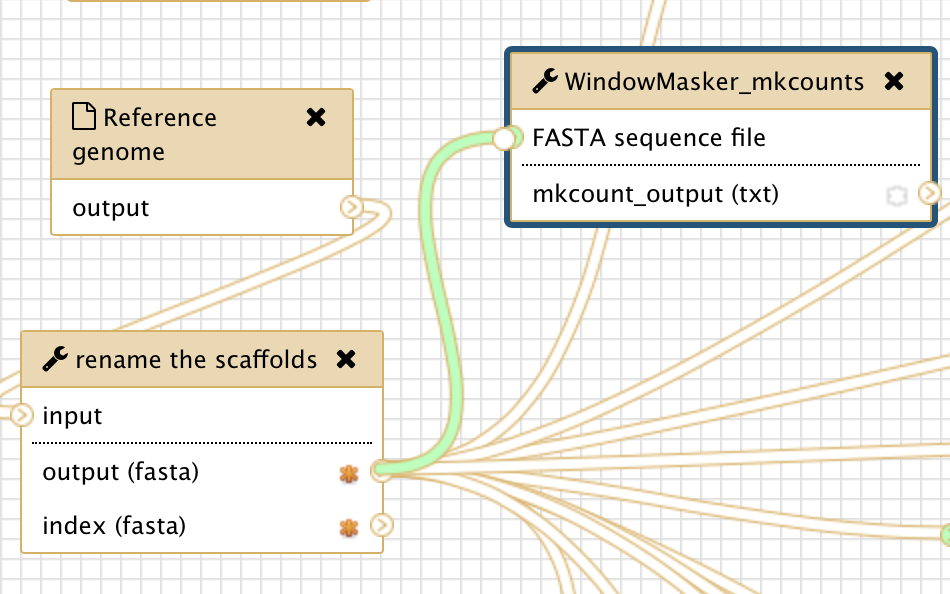 Reference
genome
output
WindowMasker_mkcounts
FASTA sequence file
mkcount_output (txt)
rename the scaffolds
input
output (fasta)
index (fasta)